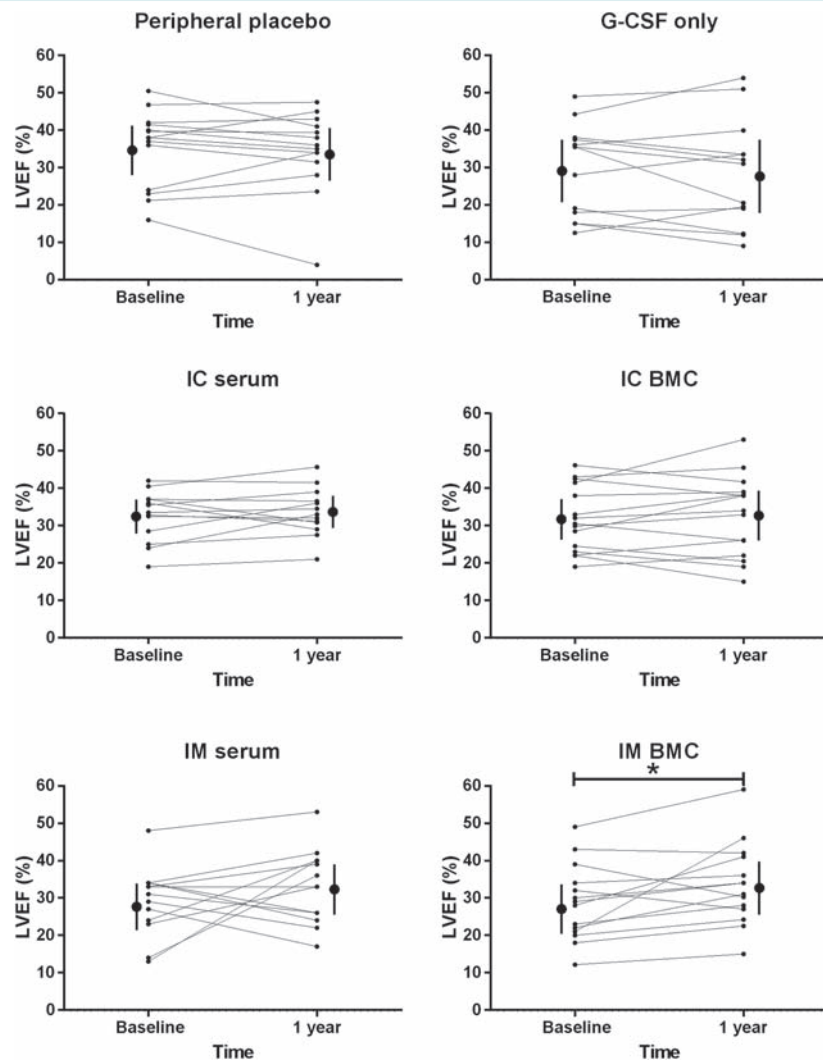 Peripheral placebo
60
50
40
30
20
10
0
LVEF (%)
Baseline 1 year
Time
G-CSF only
60
50
40
30
20
10
0
LVEF (%)
Baseline 1 year
Time
IC serum
60
50
40
30
20
10
0
LVEF (%)
Baseline 1 year
Time
IC BMC
60
50
40
30
20
10
0
LVEF (%)
Baseline 1 year
Time
IM serum
60
50
40
30
20
10
0
LVEF (%)
Baseline 1 year
Time
IM BMC
*
60
50
40
30
20
10
0
LVEF (%)
Baseline 1 year
Time